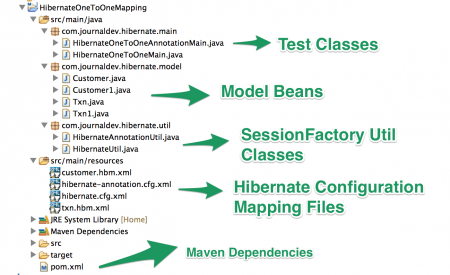 HibernateOneToOneMapping
src/main/java
com.journaldev.hibernate.main
HibernateOneToOneAnnotationMain.java
HibernateOneToOneMain.java
Test Classes
com.journaldev.hibernate.model
Customer.java
Customer1.java
Txn.java
Txn1.java
Model Beans
com.journaldev.hibernate.util
HibernateAnnotationUtil.java
HibernateUtil.java
SessionFactory Util
Classes
src/main/resources
customer.hbm.xml
hibernate-annotation.cfg.xml
hibernate.cfg.xml
txn.hbm.xml
Hibernate Configuration
Mapping Files
JRE System Library [Home]
Maven Dependencies
src
target
pom.xml
Maven Dependencies